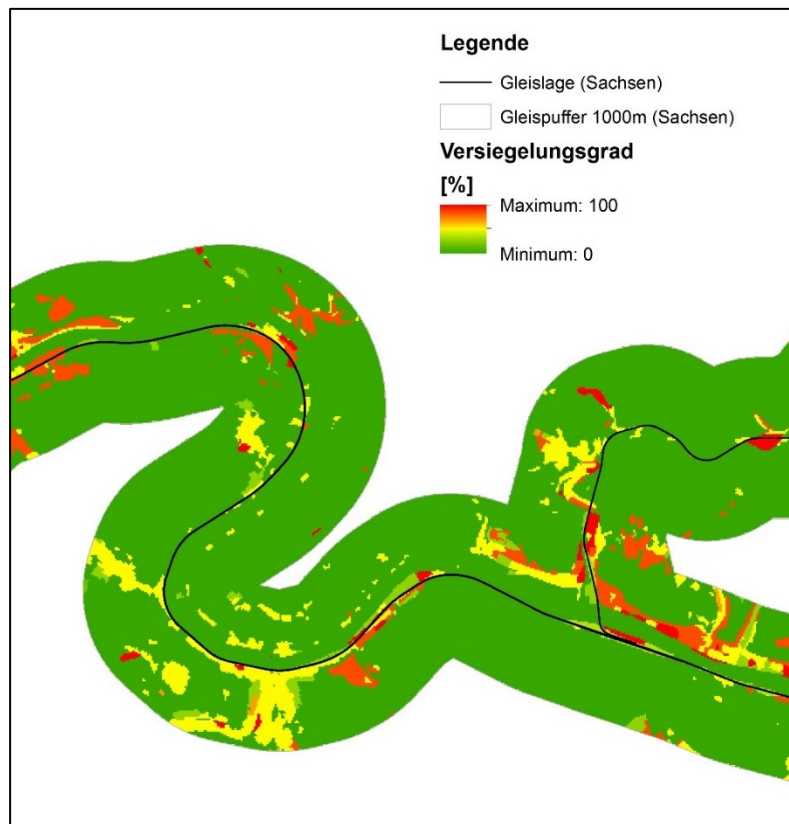 Legende
Gleislage (Sachsen)
Gleispuffer 1000m (Sachsen)
Versiegelungsgrad
[%]
Maximum: 100
Minimum: 0